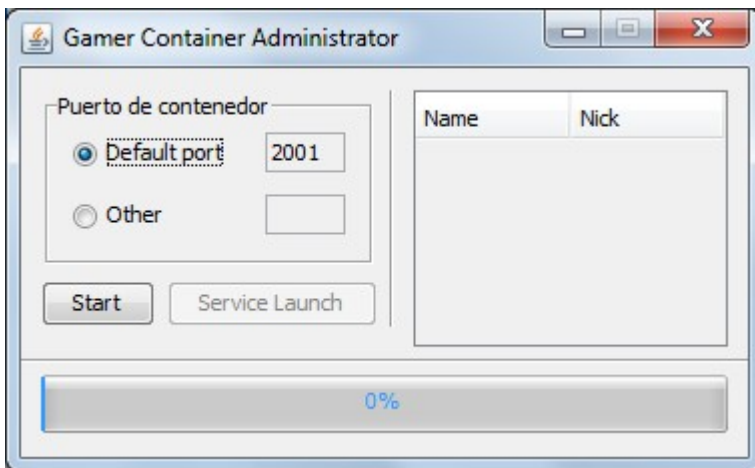 Gamer Container Administrator
Puerto de contenedor
Default port 2001
Other
Start Service Launch
Name Nick
0%